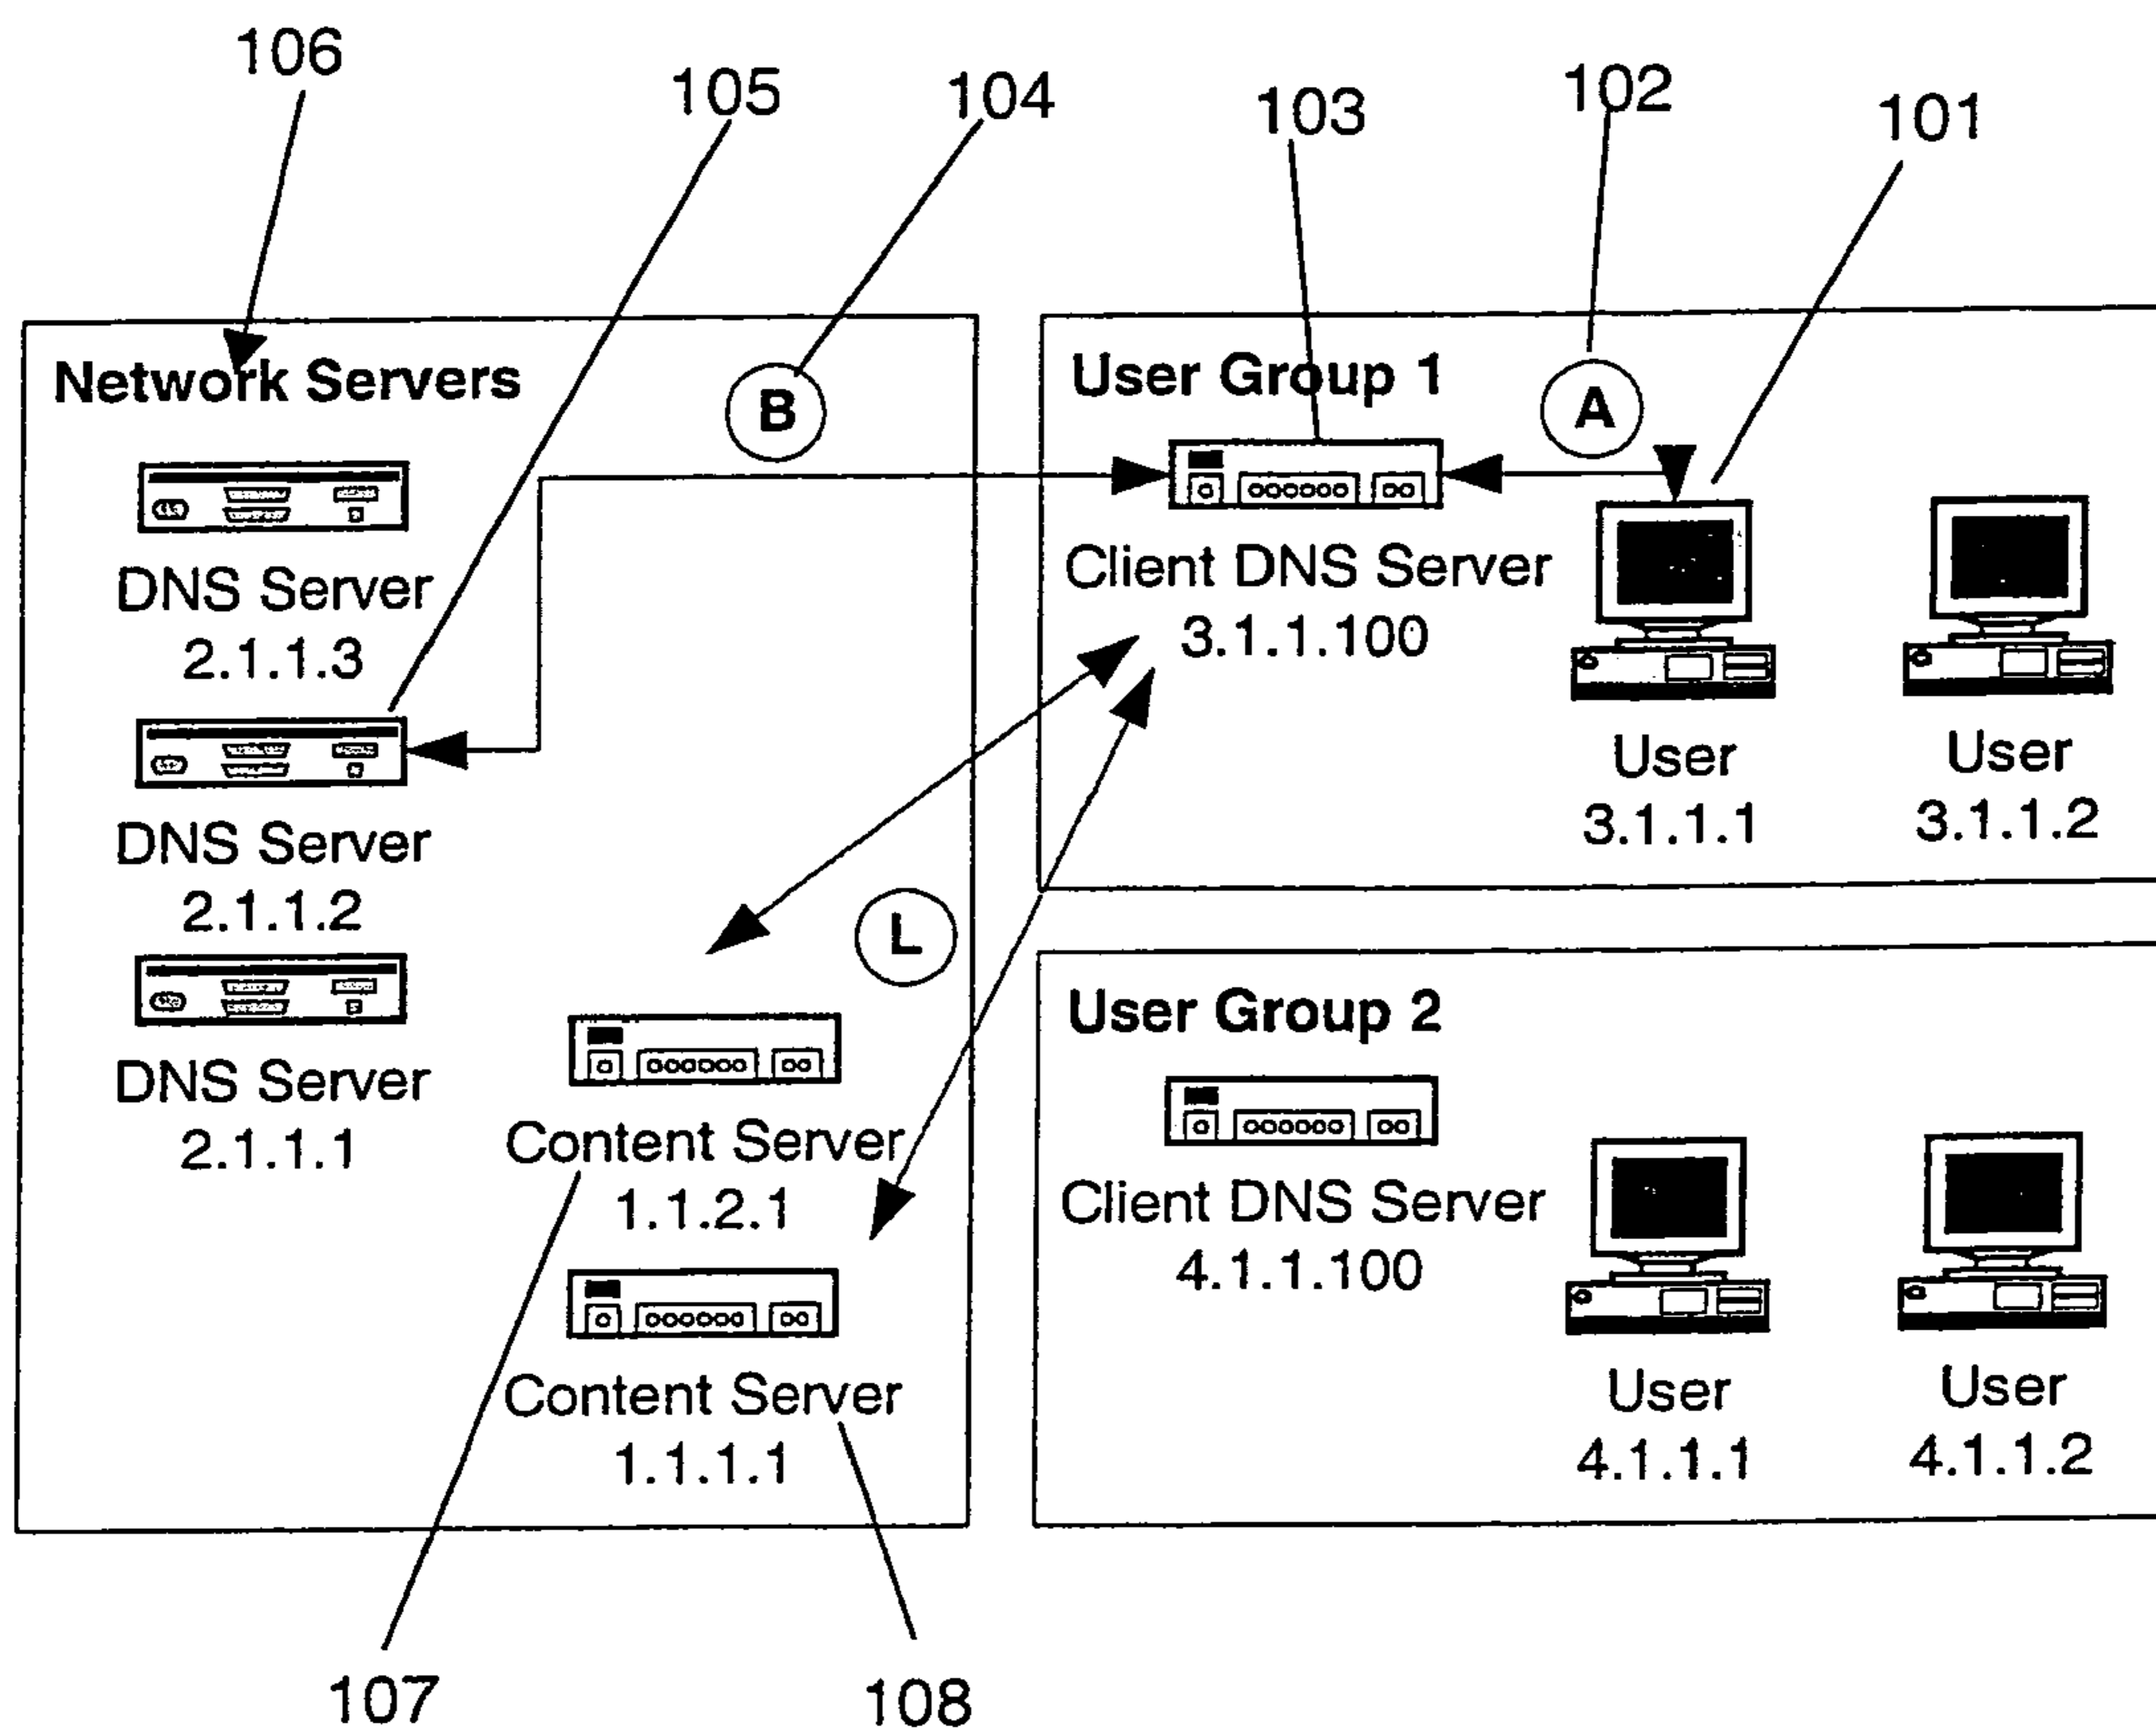 106
105
104
103
102
101
Network Servers
B
DNS Server
2.1.1.3
DNS Server
2.1.1.2
DNS Server
2.1.1.1
L
Content Server
1.1.2.1
Content Server
1.1.1.1
User Group 1
A
Client DNS Server
3.1.1.100
User
3.1.1.1
User
3.1.1.2
User Group 2
Client DNS Server
4.1.1.100
User
4.1.1.1
User
4.1.1.2
107
108